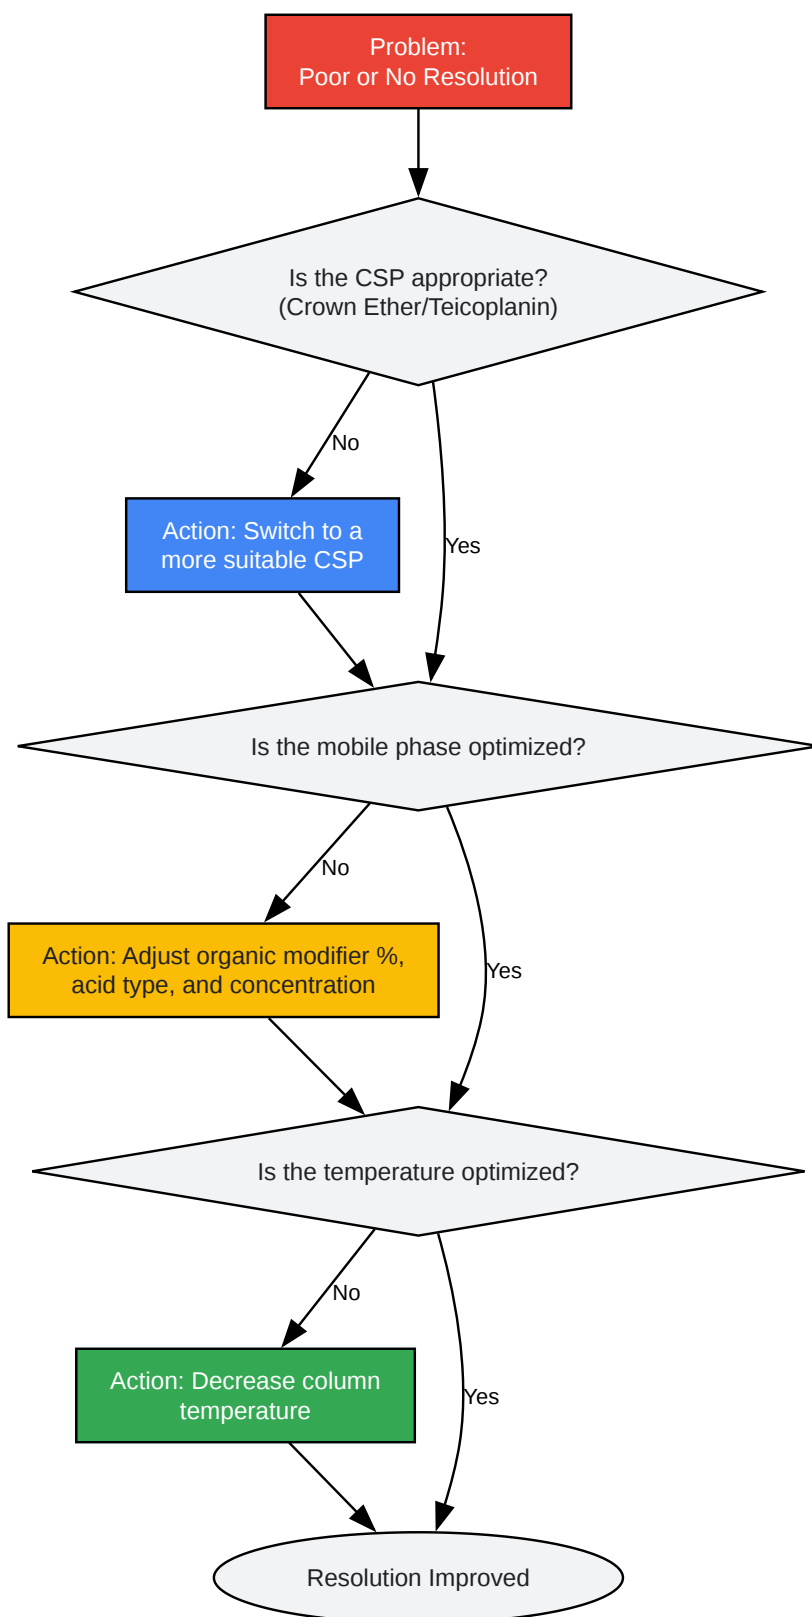 Problem:
Poor or No Resolution
Is the CSP appropriate?
(Crown Ether/Teicoplanin)
No
Yes
Action: Switch to a
more suitable CSP
Is the mobile phase optimized?
No
Yes
Action: Adjust organic modifier %,
acid type, and concentration
Is the temperature optimized?
No
Yes
Action: Decrease column
temperature
Resolution Improved